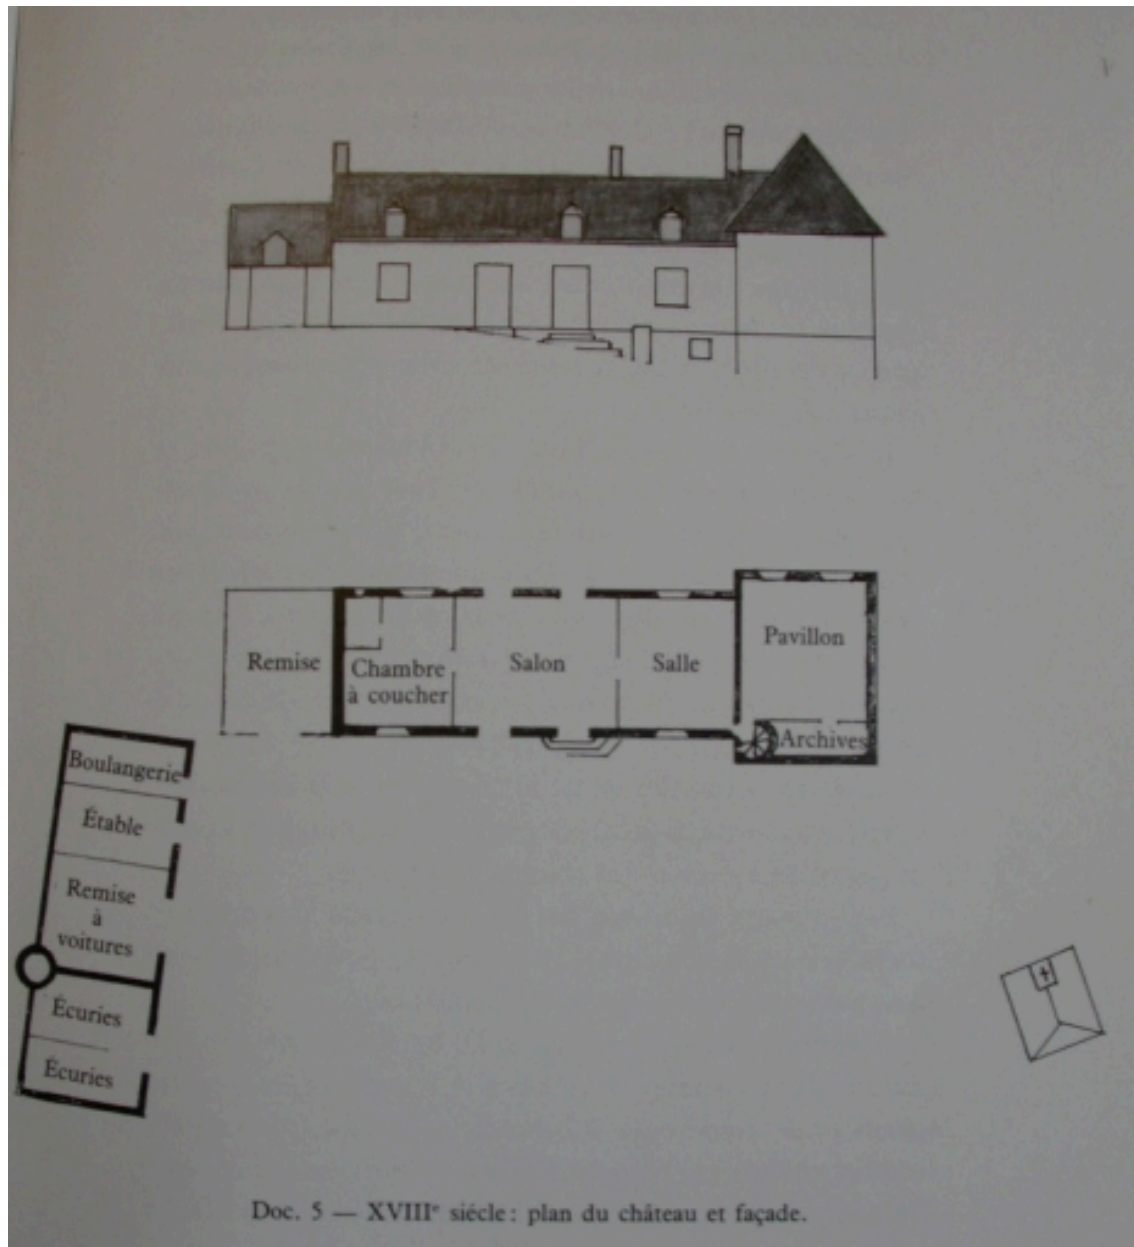 Remise
Chambre
à coucher
Salon
Salle
Pavillon
Archives
Boulangerie
Étable
Remise
à
voitures
Écuries
Écuries
Doc. 5 — XVIIIᵉ siécle : plan du château et façade.